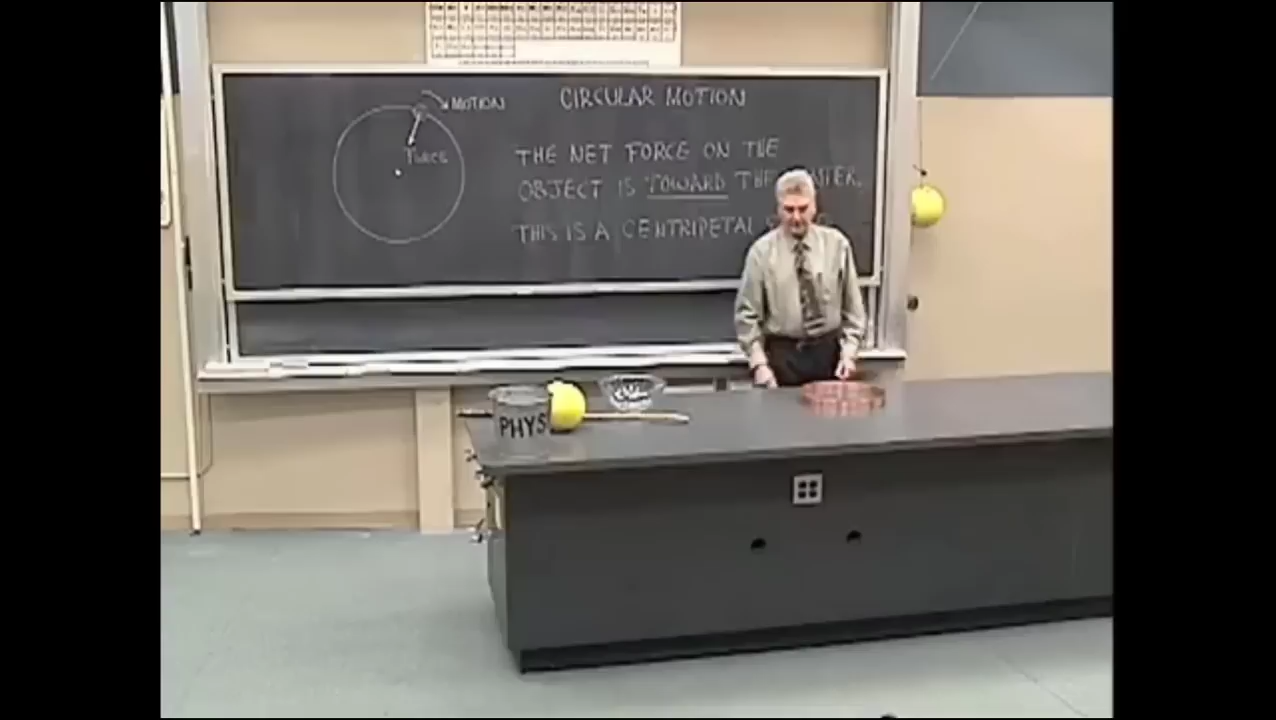 CIRCULAR MOTION
MOTION
FORCE
THE NET FORCE ON THE
OBJECT IS TOWARD THE
THIS IS A CENTRIPETAL
PHYS